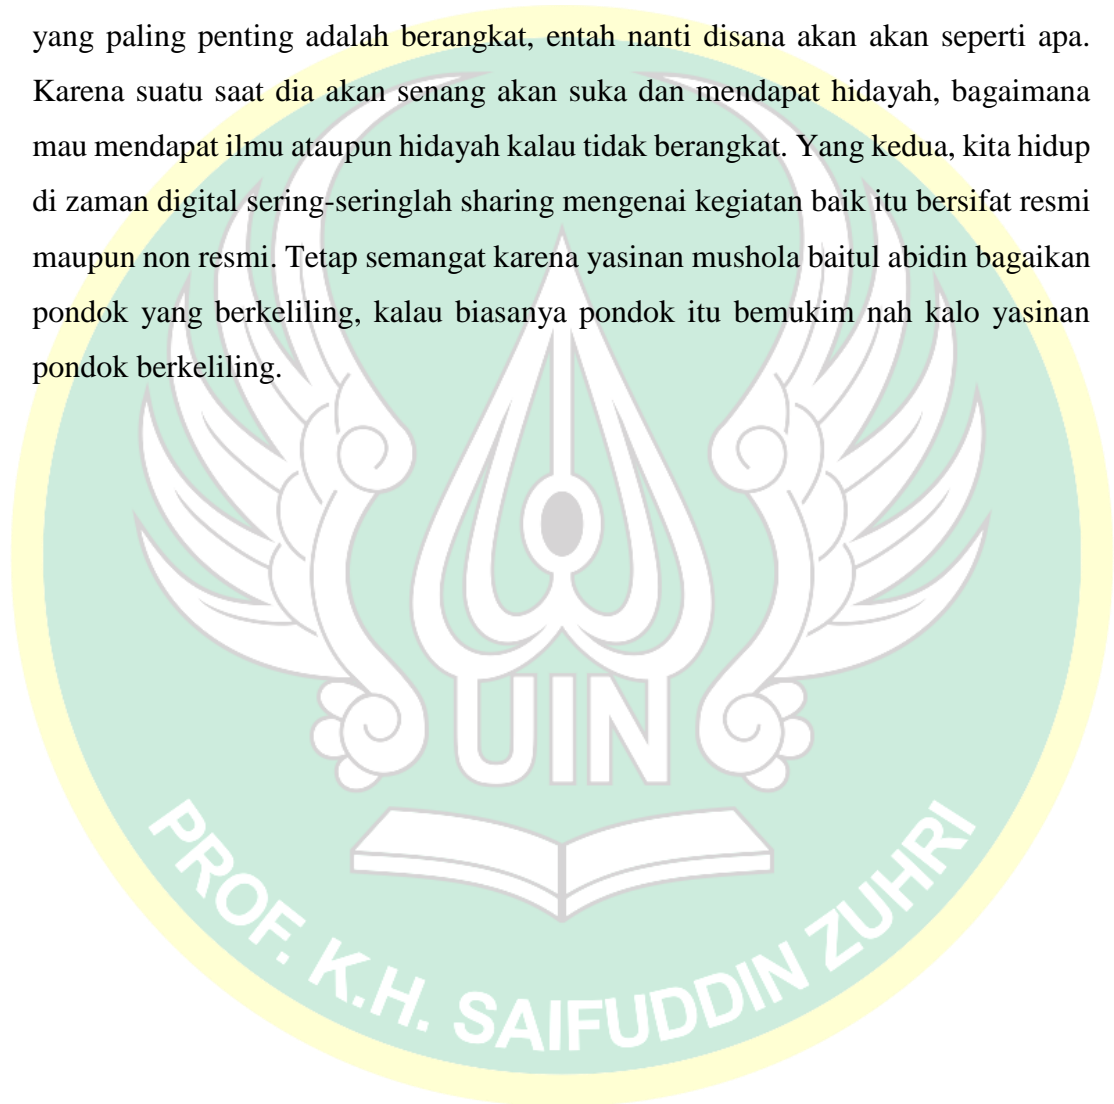 yang paling penting adalah berangkat, entah nanti disana akan akan seperti apa.
Karena suatu saat dia akan senang akan suka dan mendapat hidayah, bagaimana
mau mendapat ilmu ataupun hidayah kalau tidak berangkat. Yang kedua, kita hidup
di zaman digital sering-seringlah sharing mengenai kegiatan baik itu bersifat resmi
maupun non resmi. Tetap semangat karena yasinan mushola baitul abidin bagaikan
pondok yang berkeliling, kalau biasanya pondok itu bemukim nah kalo yasinan
pondok berkeliling.
UIN
PROF. K.H. SAIFUDDIN ZUHRI